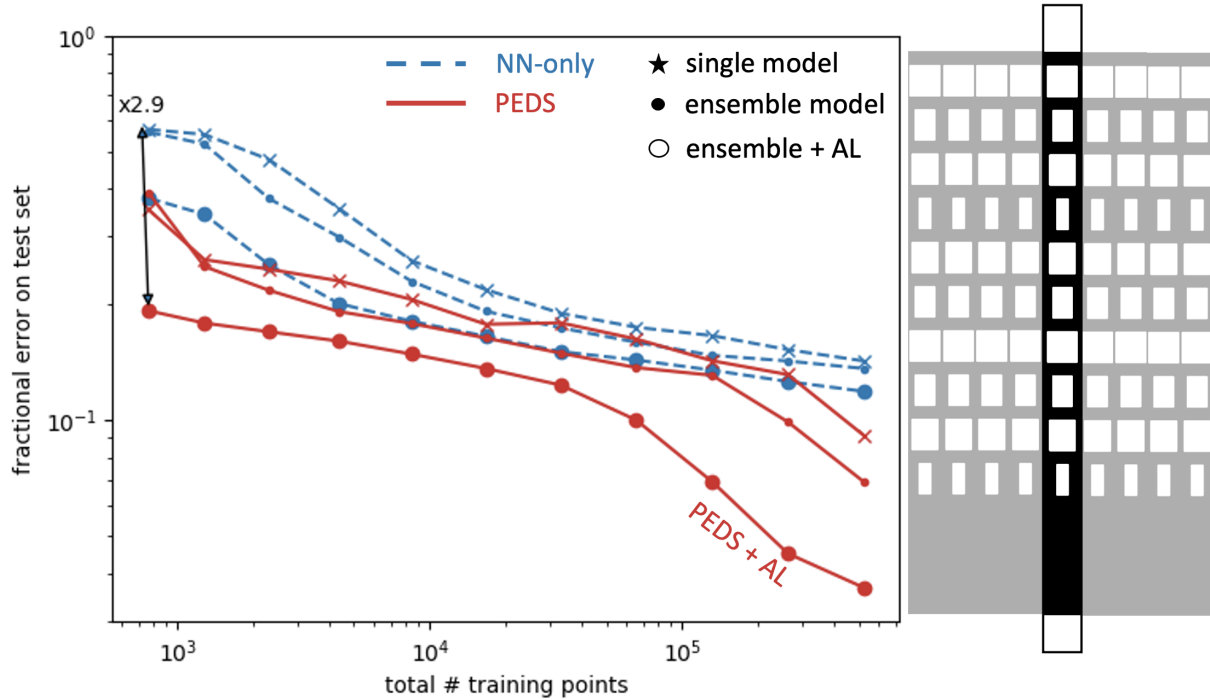 10⁰
x2.9
NN-only
PEDS
single model
ensemble model
ensemble + AL
fractional error on test set
10⁻¹
PEDS + AL
10³
10⁴
10⁵
total # training points